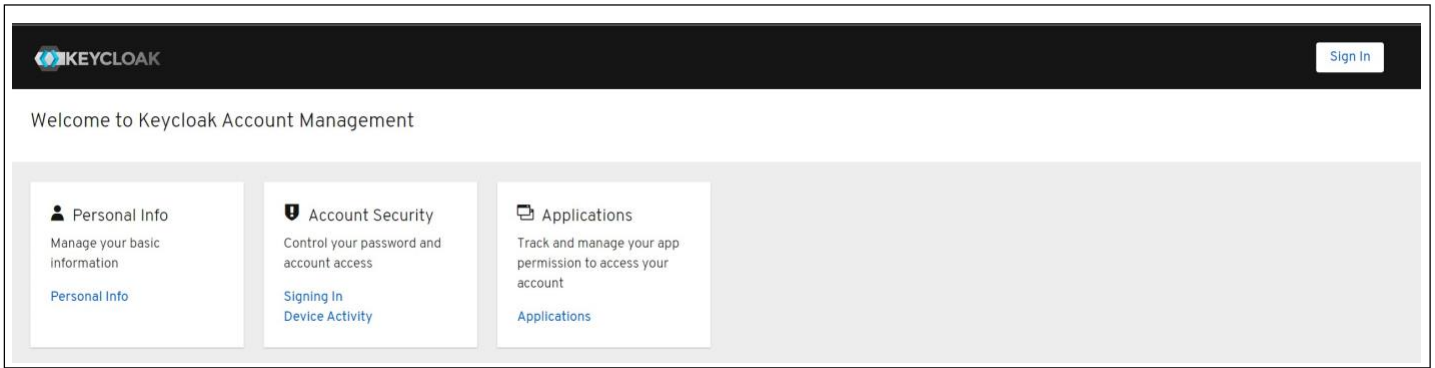 KEYCLOAK
Sign In
Welcome to Keycloak Account Management
Personal Info
Manage your basic
information
Personal Info
Account Security
Control your password and
account access
Signing In
Device Activity
Applications
Track and manage your app
permission to access your
account
Applications